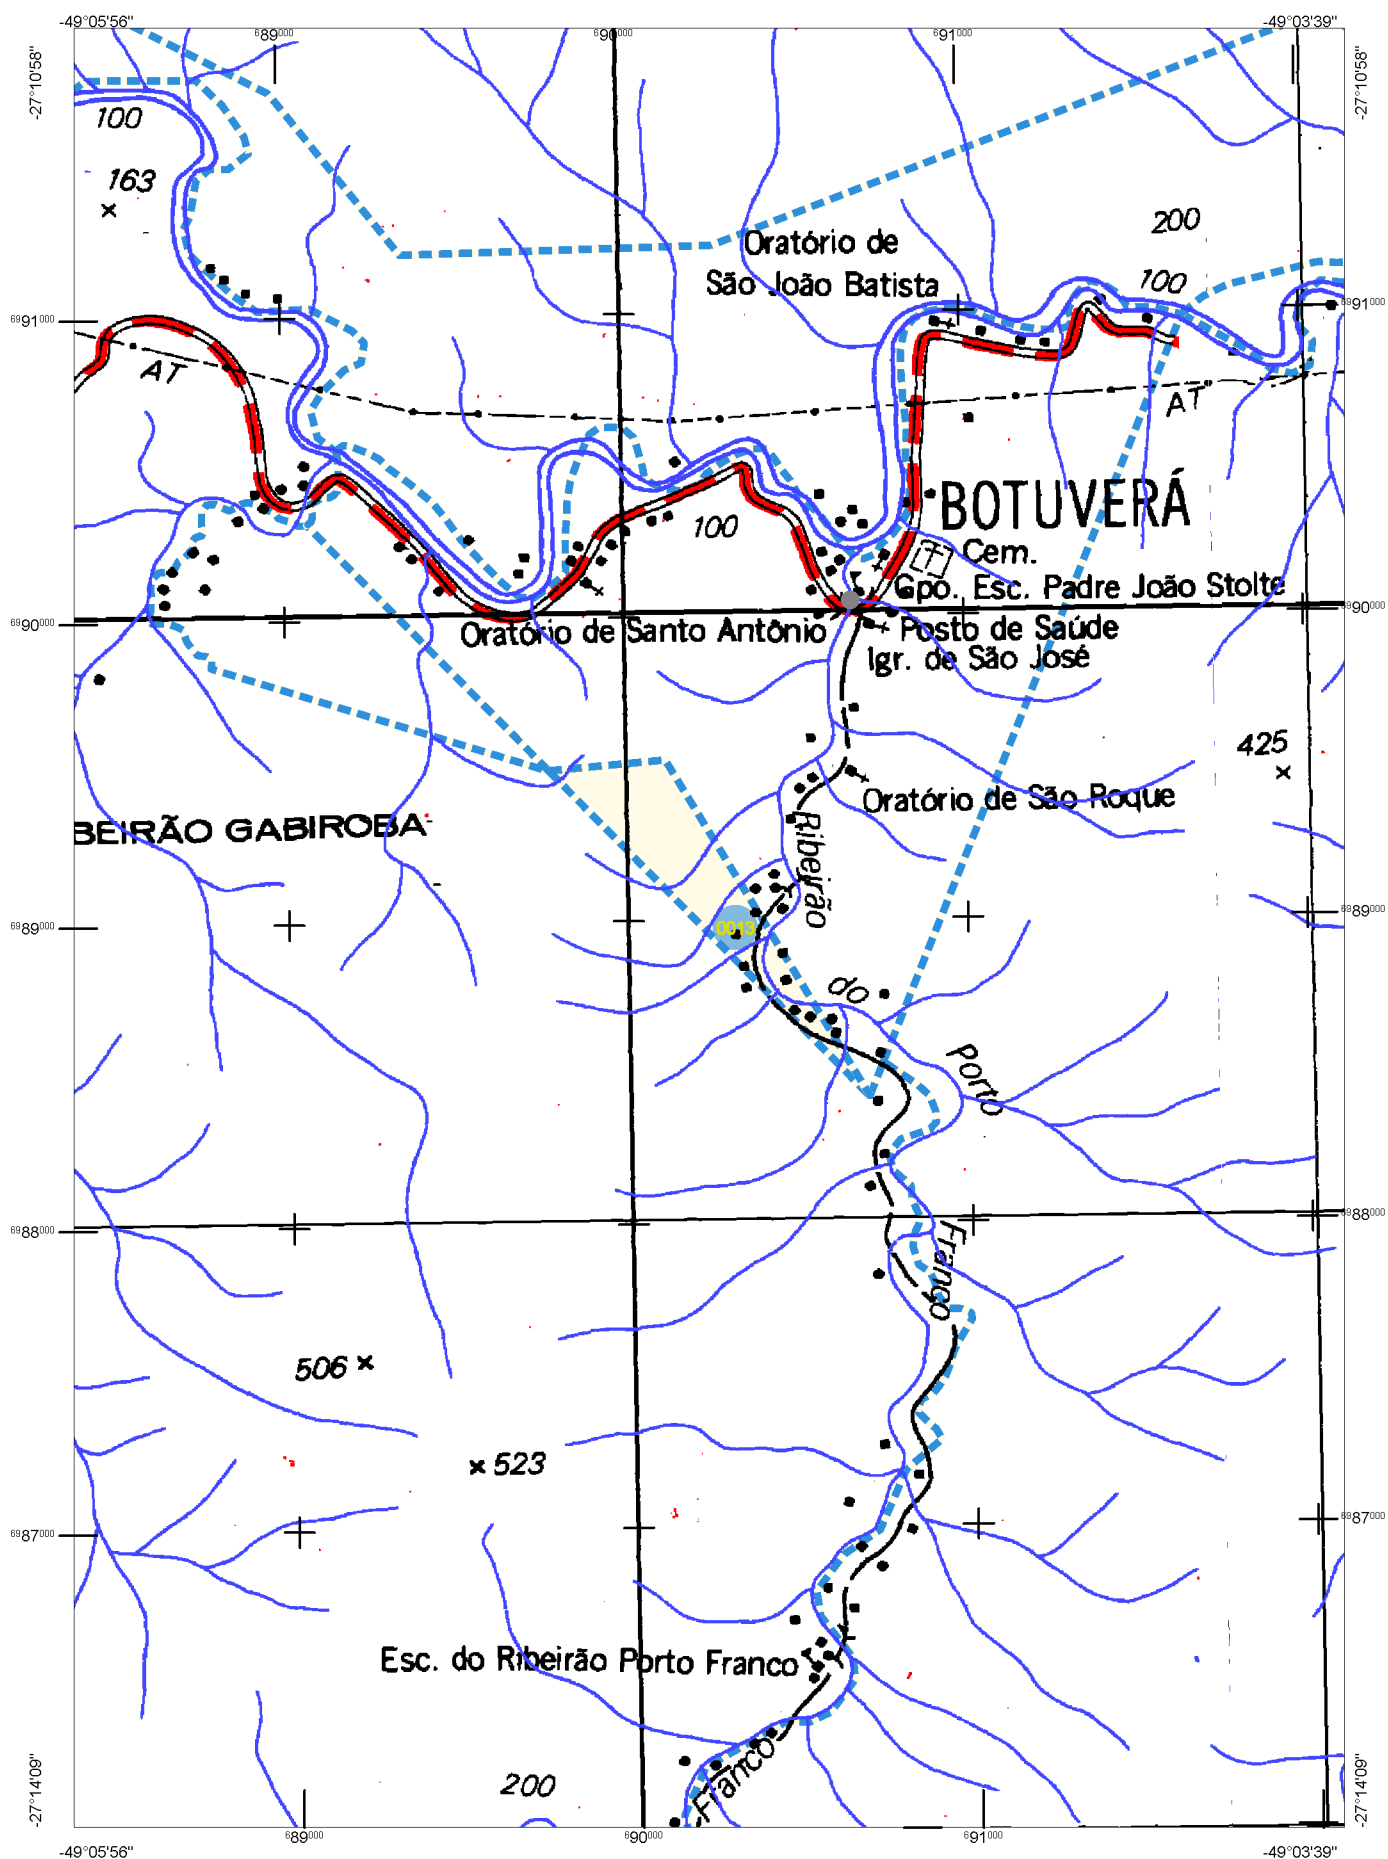 -49°05'56" -49°03'39"
689000 690000 691000
-27°10'58" -27°10'58"
100
163
200
Oratório de
São João Batista
100
6991000 6991000
AT
AT
BOTUVERÁ
100
Cem.
Gpo. Esc. Padre João Stolte
6990000 6990000
Oratório de Santo Antônio
Posto de Saúde
Igr. de São José
425
Oratório de São Roque
BEIRÃO GABIROBA
Ribeirão
6989000 6989000
0013
do
Porto
6988000 6988000
Franco
506
523
6987000 6987000
Esc. do Ribeirão Porto Franco
Franco
200
-27°14'09" -27°14'09"
689000 690000 691000
-49°05'56" -49°03'39"